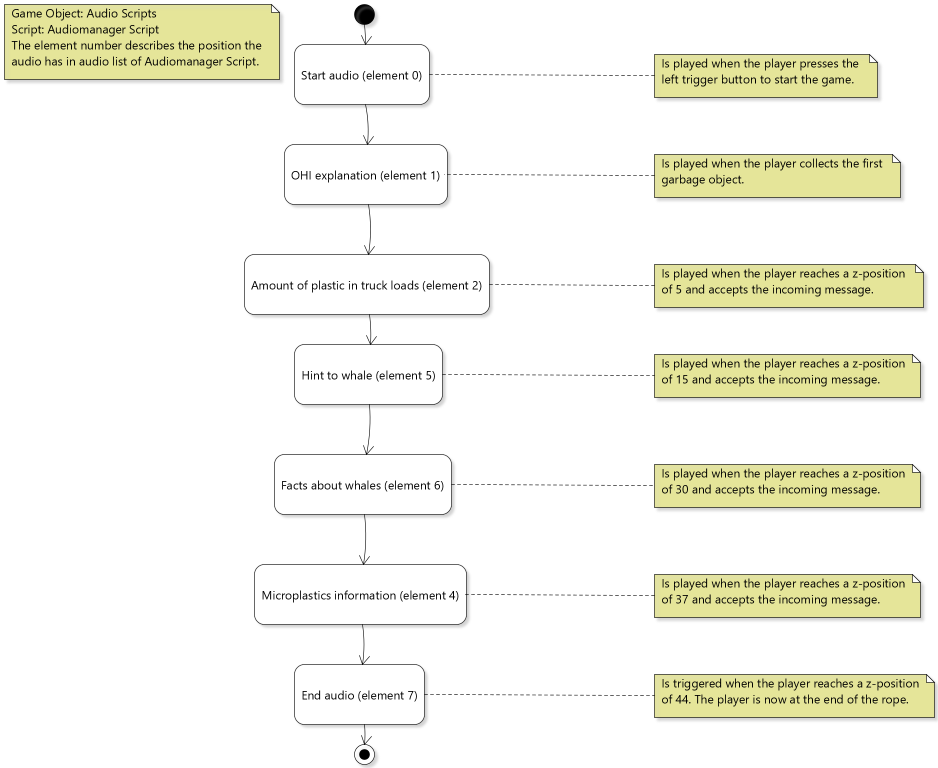 Game Object: Audio Scripts
Script: Audiomanager Script
The element number describes the position the
audio has in audio list of Audiomanager Script.
Start audio (element 0)
Is played when the player presses the
left trigger button to start the game.
OHI explanation (element 1)
Is played when the player collects the first
garbage object.
Amount of plastic in truck loads (element 2)
Is played when the player reaches a z-position
of 5 and accepts the incoming message.
Hint to whale (element 5)
Is played when the player reaches a z-position
of 15 and accepts the incoming message.
Facts about whales (element 6)
Is played when the player reaches a z-position
of 30 and accepts the incoming message.
Microplastics information (element 4)
Is played when the player reaches a z-position
of 37 and accepts the incoming message.
End audio (element 7)
Is triggered when the player reaches a z-position
of 44. The player is now at the end of the rope.